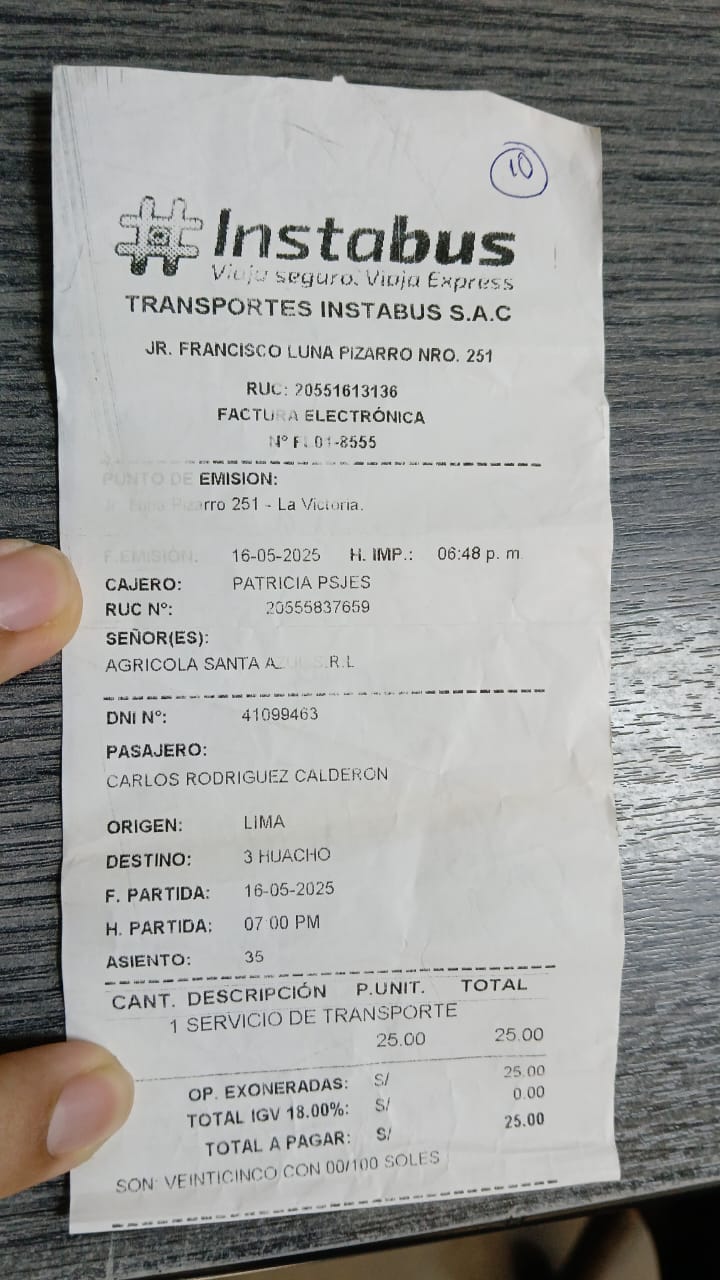 10
Instabus
Viaja seguro. Viaja Express
TRANSPORTES INSTABUS S.A.C
JR. FRANCISCO LUNA PIZARRO NRO. 251
RUC: 20551613136
FACTURA ELECTRÓNICA
Nº F 01-8555
PUNTO DE EMISION:
Jr. Luna Pizarro 251 - La Victoria.
F.EMISIÓN: 16-05-2025 H. IMP.: 06:48 p. m
CAJERO: PATRICIA PSJES
RUC Nº: 20555837659
SEÑOR(ES):
AGRICOLA SANTA AZUL S.R.L
DNI Nº: 41099463
PASAJERO:
CARLOS RODRIGUEZ CALDERON
ORIGEN: LIMA
DESTINO: 3 HUACHO
F. PARTIDA: 16-05-2025
H. PARTIDA: 07 00 PM
ASIENTO: 35
CANT. DESCRIPCIÓN P.UNIT. TOTAL
1 SERVICIO DE TRANSPORTE
25.00 25.00
OP. EXONERADAS: S/ 25.00
TOTAL IGV 18.00%: S/ 0.00
TOTAL A PAGAR: S/ 25.00
SON: VEINTICINCO CON 00/100 SOLES